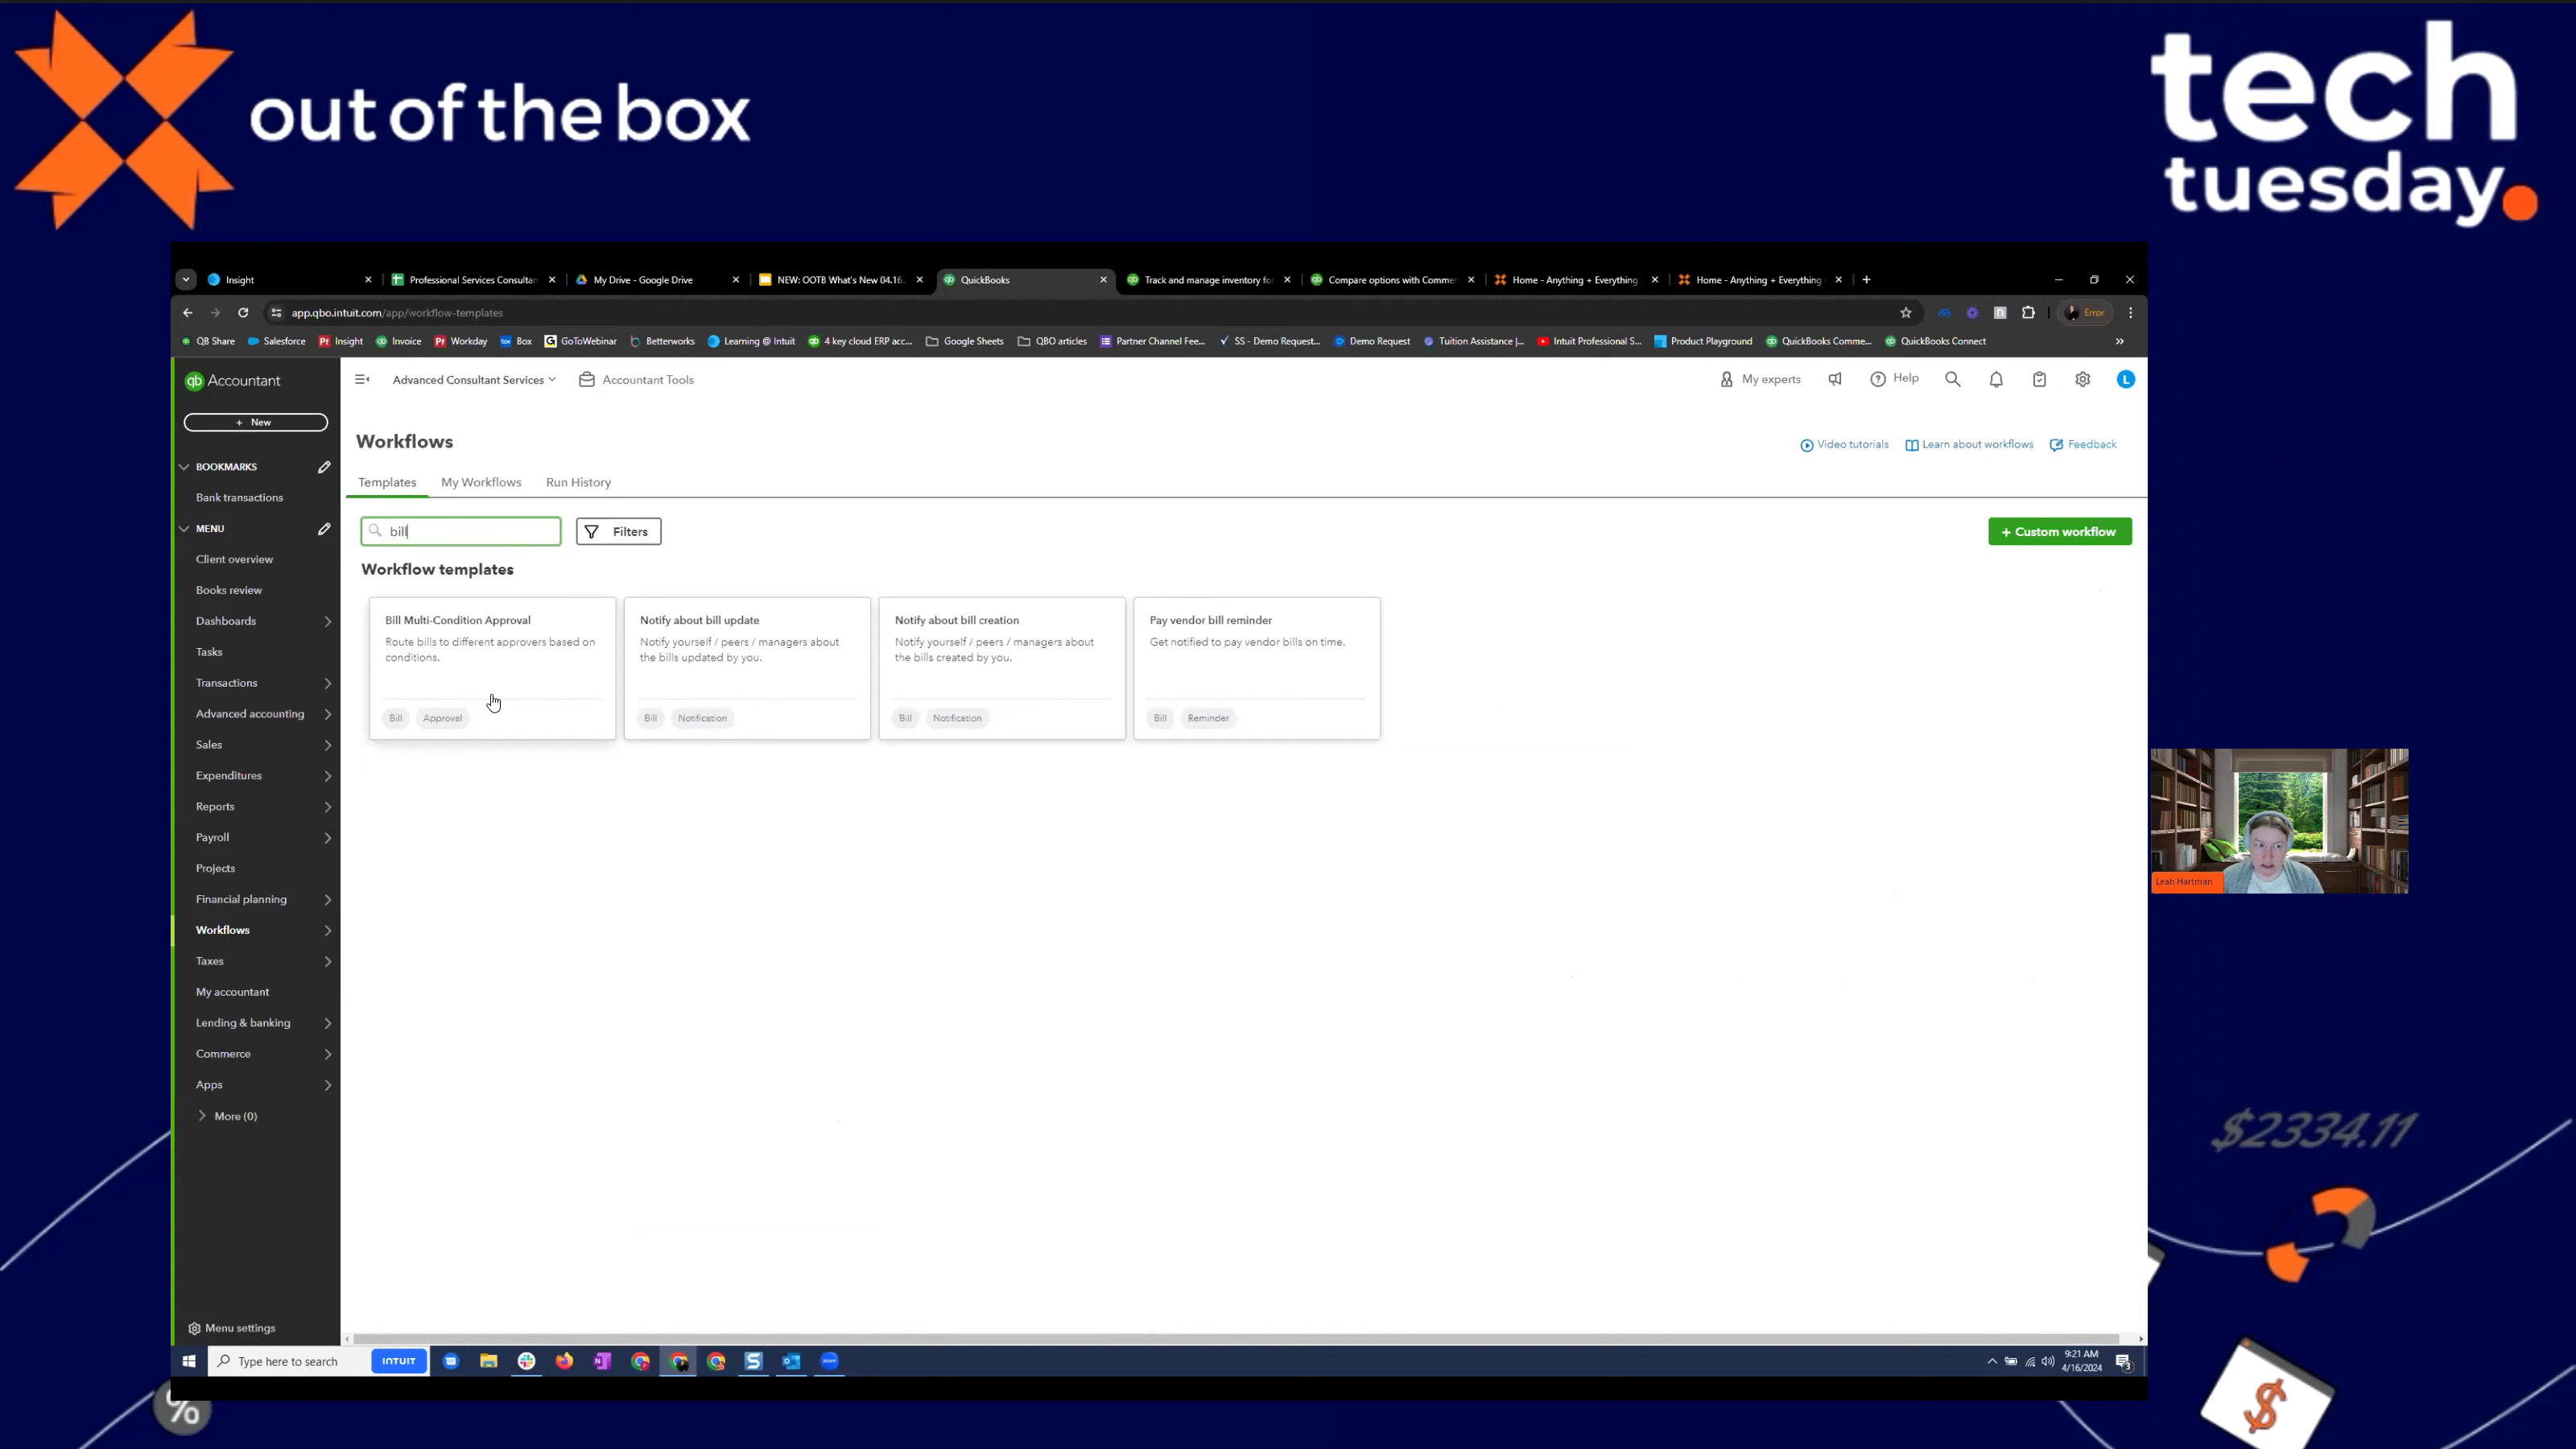 out of the box
tech
tuesday.
Insight
Professional Services Consultan
My Drive - Google Drive
NEW: OOTB What's New 04.16.
QuickBooks
Track and manage inventory fo
Compare options with Comme
Home - Anything + Everything
Home - Anything + Everything
app.qbo.intuit.com/app/workflow-templates
Error
QB Share
Salesforce
Insight
Invoice
Workday
Box
GoToWebinar
Betterworks
Learning @ Intuit
4 key cloud ERP acc...
Google Sheets
QBO articles
Partner Channel Fee...
SS - Demo Request...
Demo Request
Tuition Assistance |...
Intuit Professional S...
Product Playground
QuickBooks Comme...
QuickBooks Connect
qb Accountant
Advanced Consultant Services
Accountant Tools
My experts
Help
L
+ New
BOOKMARKS
Bank transactions
MENU
Client overview
Books review
Dashboards
Tasks
Transactions
Advanced accounting
Sales
Expenditures
Reports
Payroll
Projects
Financial planning
Workflows
Taxes
My accountant
Lending & banking
Commerce
Apps
More (0)
Menu settings
Workflows
Video tutorials
Learn about workflows
Feedback
Templates
My Workflows
Run History
bill
Filters
+ Custom workflow
Workflow templates
Bill Multi-Condition Approval
Route bills to different approvers based on
conditions.
Bill
Approval
Notify about bill update
Notify yourself / peers / managers about
the bills updated by you.
Bill
Notification
Notify about bill creation
Notify yourself / peers / managers about
the bills created by you.
Bill
Notification
Pay vendor bill reminder
Get notified to pay vendor bills on time.
Bill
Reminder
Leah Hartman
$2334.11
Type here to search
INTUIT
9:21 AM
4/16/2024
3
%
$